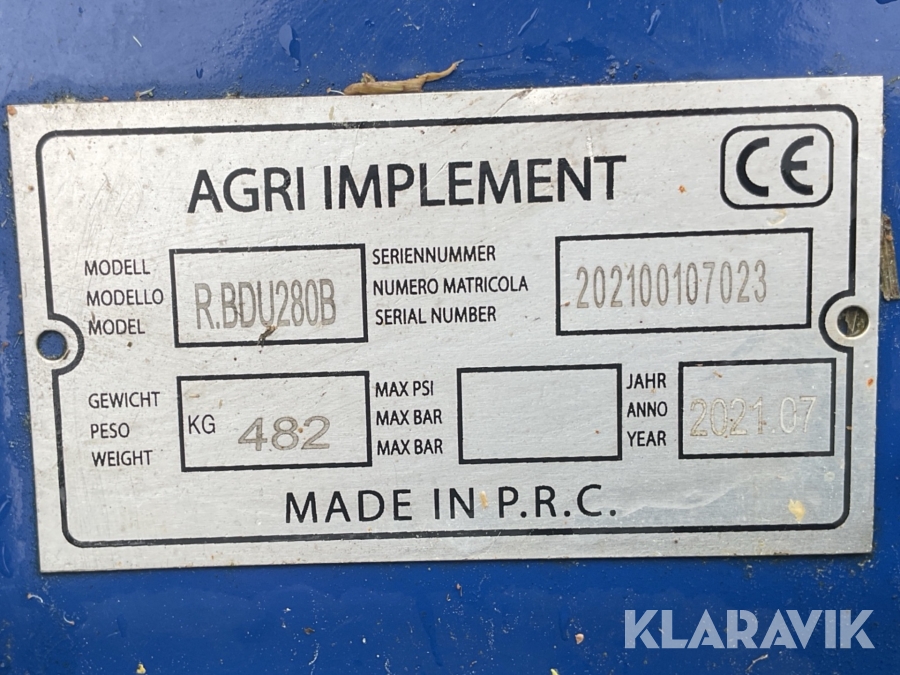 AGRI IMPLEMENT
CE
MODELL
MODELLO
MODEL
R.BDU280B
SERIENNUMMER
NUMERO MATRICOLA
SERIAL NUMBER
202100107023
GEWICHT
PESO
WEIGHT
KG 482
MAX PSI
MAX BAR
MAX BAR
JAHR
ANNO
YEAR
2021.07
MADE IN P.R.C.
KLARAVIK